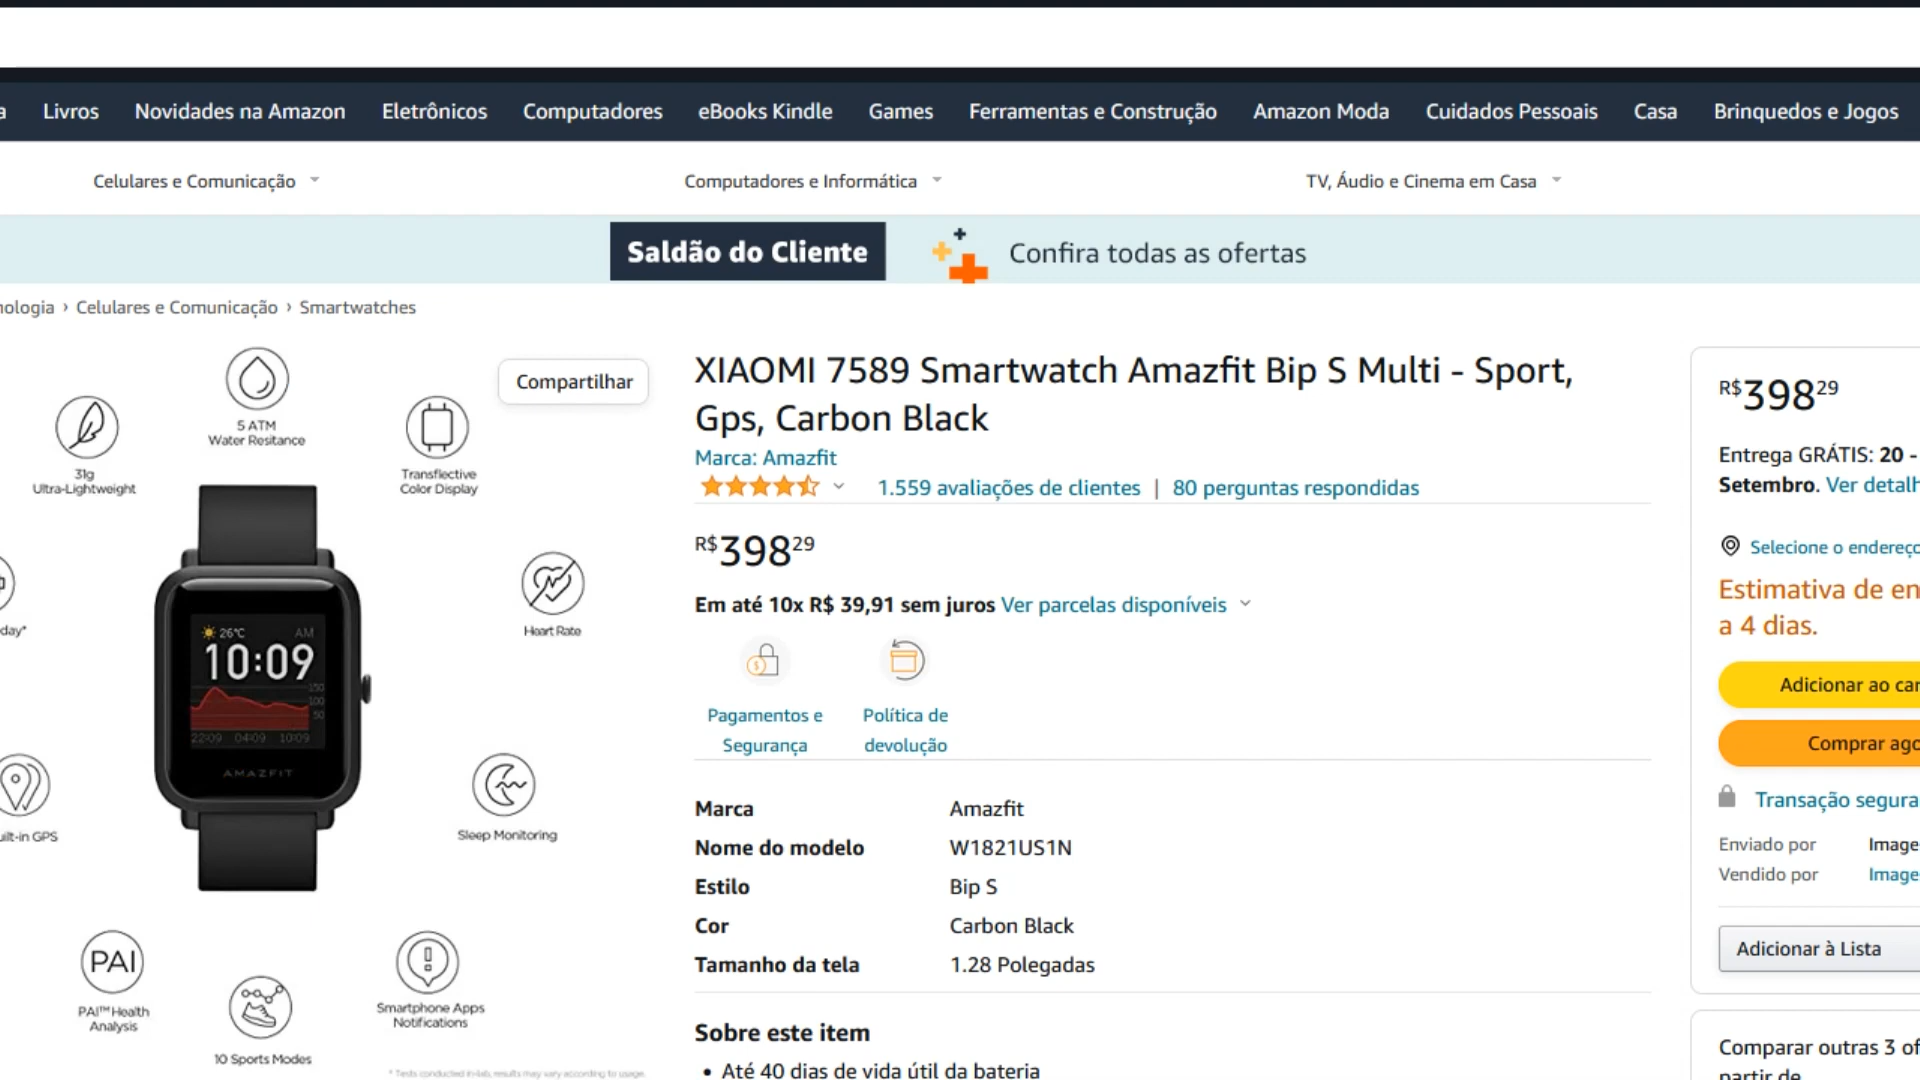 a Livros Novidades na Amazon Eletrônicos Computadores eBooks Kindle Games Ferramentas e Construção Amazon Moda Cuidados Pessoais Casa Brinquedos e Jogos
Celulares e Comunicação Computadores e Informática TV, Áudio e Cinema em Casa
Saldão do Cliente Confira todas as ofertas
nologia › Celulares e Comunicação › Smartwatches
Compartilhar
5 ATM
Water Resitance
31g
Ultra-Lightweight
Transflective
Color Display
Heart Rate
day*
26°C AM
10:09
150
100
50
22:09 04:09 10:09
AMAZFIT
uilt-in GPS
Sleep Monitoring
PAI
PAI™ Health
Analysis
Smartphone Apps
Notifications
10 Sports Modes
* Tests conducted in-lab, results may vary according to usage.
XIAOMI 7589 Smartwatch Amazfit Bip S Multi - Sport,
Gps, Carbon Black
Marca: Amazfit
1.559 avaliações de clientes | 80 perguntas respondidas
R$39829
Em até 10x R$ 39,91 sem juros Ver parcelas disponíveis
Pagamentos e
Segurança
Política de
devolução
Marca Amazfit
Nome do modelo W1821US1N
Estilo Bip S
Cor Carbon Black
Tamanho da tela 1.28 Polegadas
Sobre este item
• Até 40 dias de vida útil da bateria
R$39829
Entrega GRÁTIS: 20 -
Setembro. Ver detalh
Selecione o endereço
Estimativa de en
a 4 dias.
Adicionar ao car
Comprar ago
Transação segura
Enviado por Image
Vendido por Image
Adicionar à Lista
Comparar outras 3 of
partir de